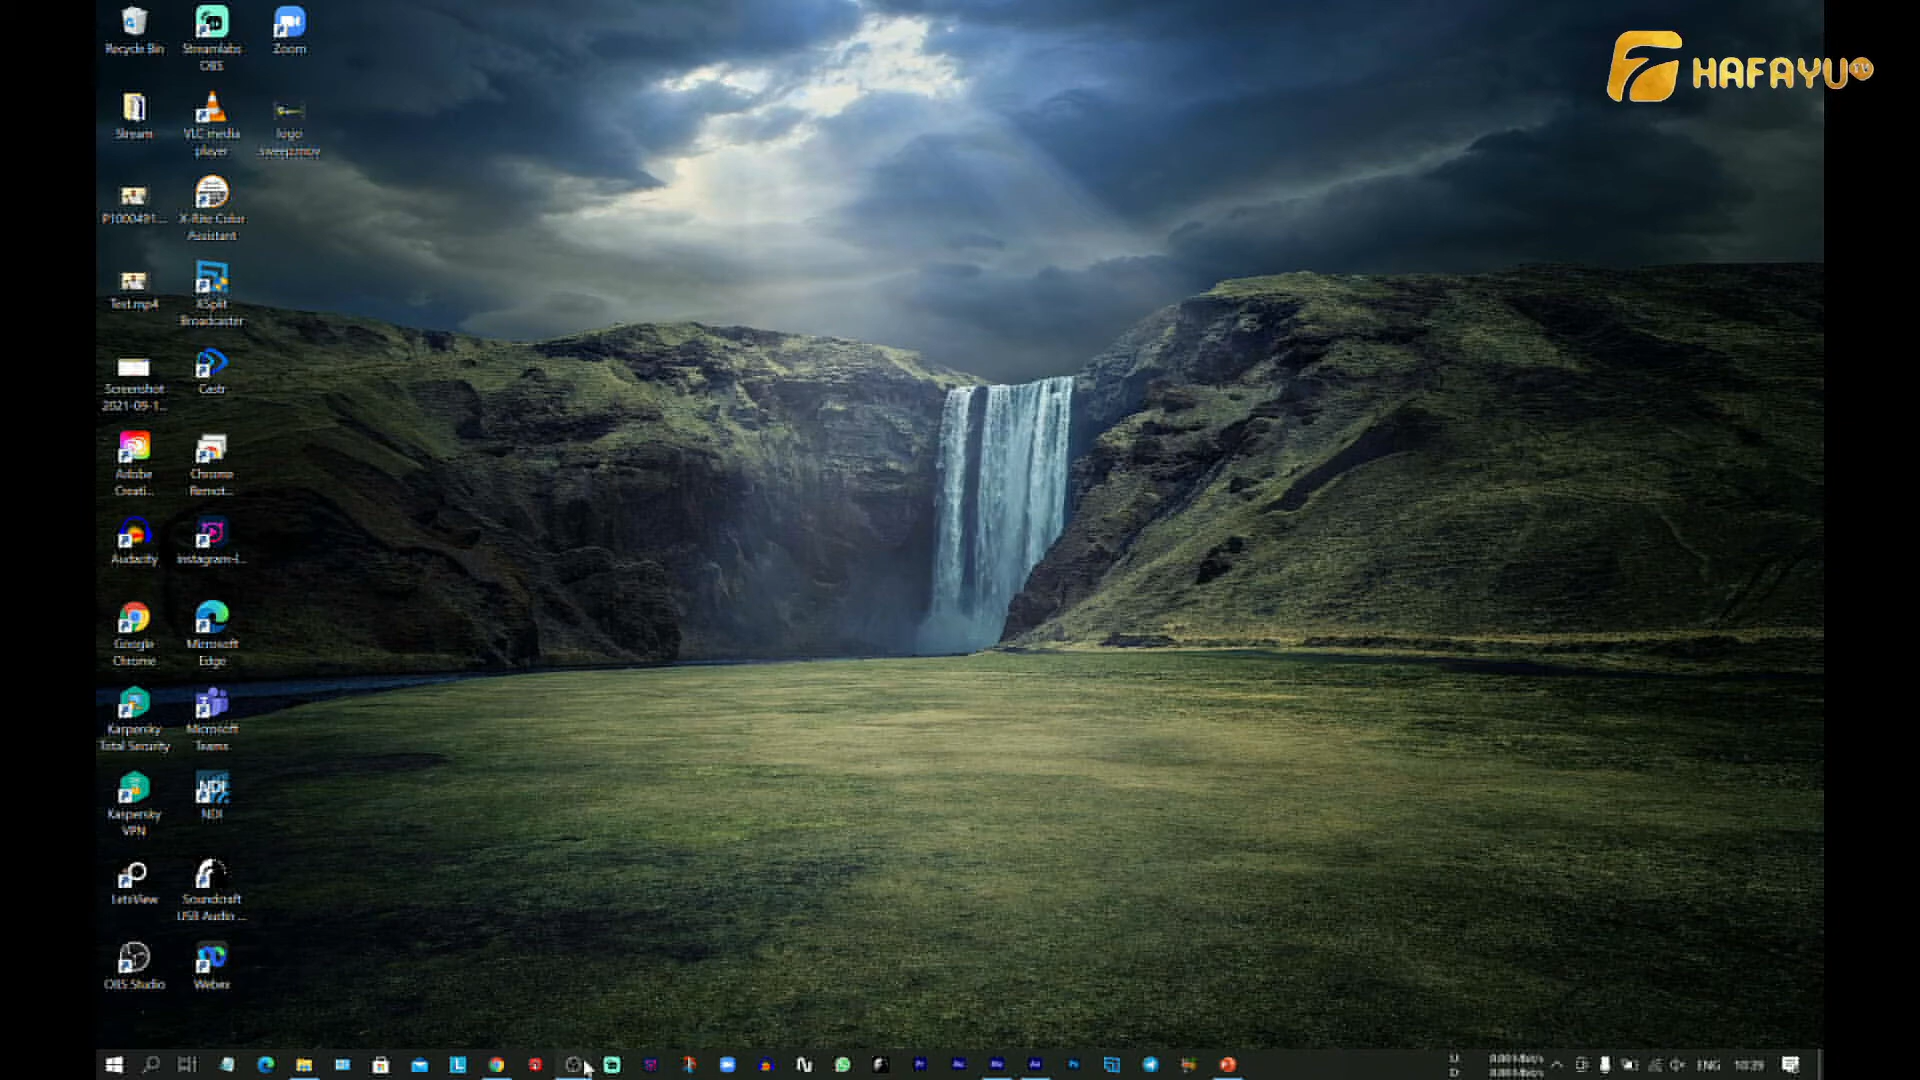 Recycle Bin
Streamlabs
OBS
Zoom
Stream
VLC media
player
logo
sweep.mov
P1000491...
X-Rite Color
Assistant
Test.mp4
XSplit
Broadcaster
Screenshot
2021-09-1...
Castr
Adobe
Creati...
Chrome
Remot...
Audacity
Instagram-l...
Google
Chrome
Microsoft
Edge
Kaspersky
Total Security
Microsoft
Teams
Kaspersky
VPN
NDI
NDI
LetsView
Soundcraft
USB Audio ...
OBS Studio
Webex
HAFAYU TV
U:
D:
ENG